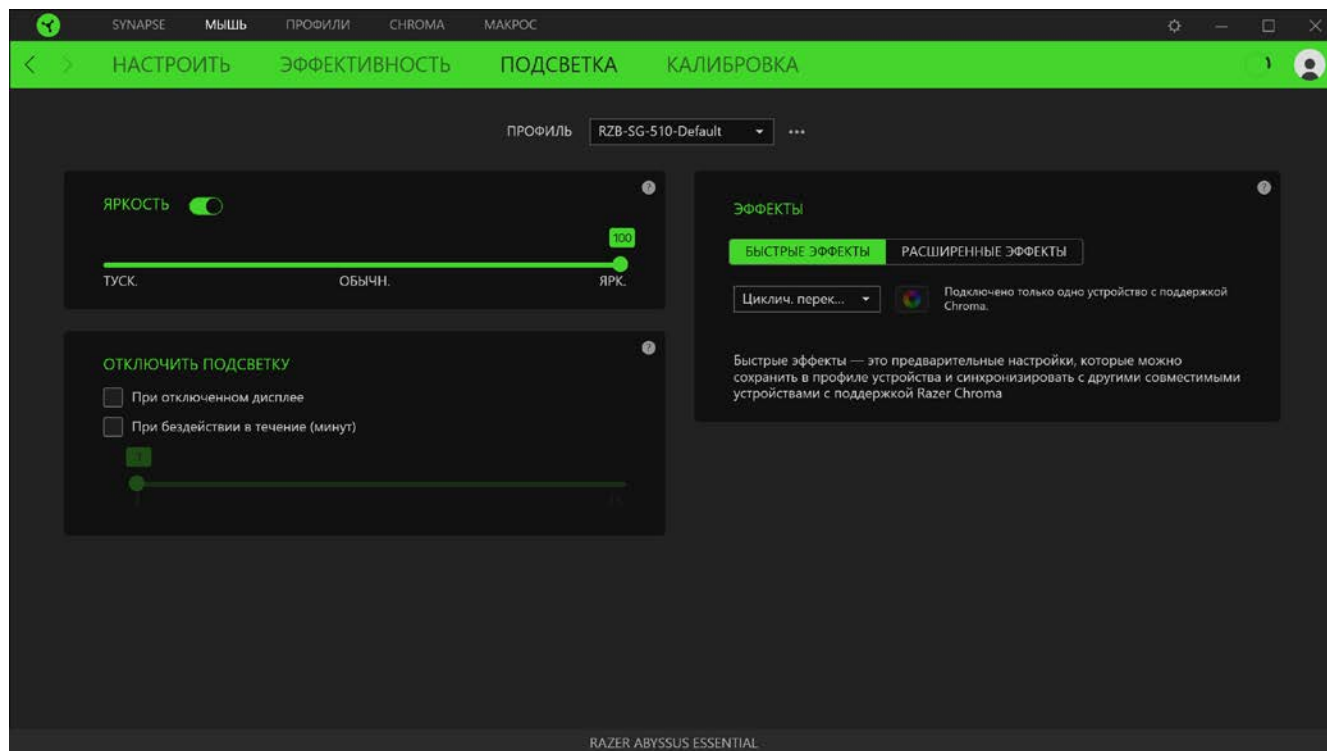 SYNAPSE МЫШЬ ПРОФИЛИ CHROMA МАКРОС
НАСТРОИТЬ ЭФФЕКТИВНОСТЬ ПОДСВЕТКА КАЛИБРОВКА
ПРОФИЛЬ RZB-SG-510-Default
ЯРКОСТЬ
100
ТУСК. ОБЫЧН. ЯРК.
ОТКЛЮЧИТЬ ПОДСВЕТКУ
При отключенном дисплее
При бездействии в течение (минут)
ЭФФЕКТЫ
БЫСТРЫЕ ЭФФЕКТЫ РАСШИРЕННЫЕ ЭФФЕКТЫ
Циклич. перек...
Подключено только одно устройство с поддержкой
Chroma.
Быстрые эффекты — это предварительные настройки, которые можно
сохранить в профиле устройства и синхронизировать с другими совместимыми
устройствами с поддержкой Razer Chroma
RAZER ABYSSUS ESSENTIAL